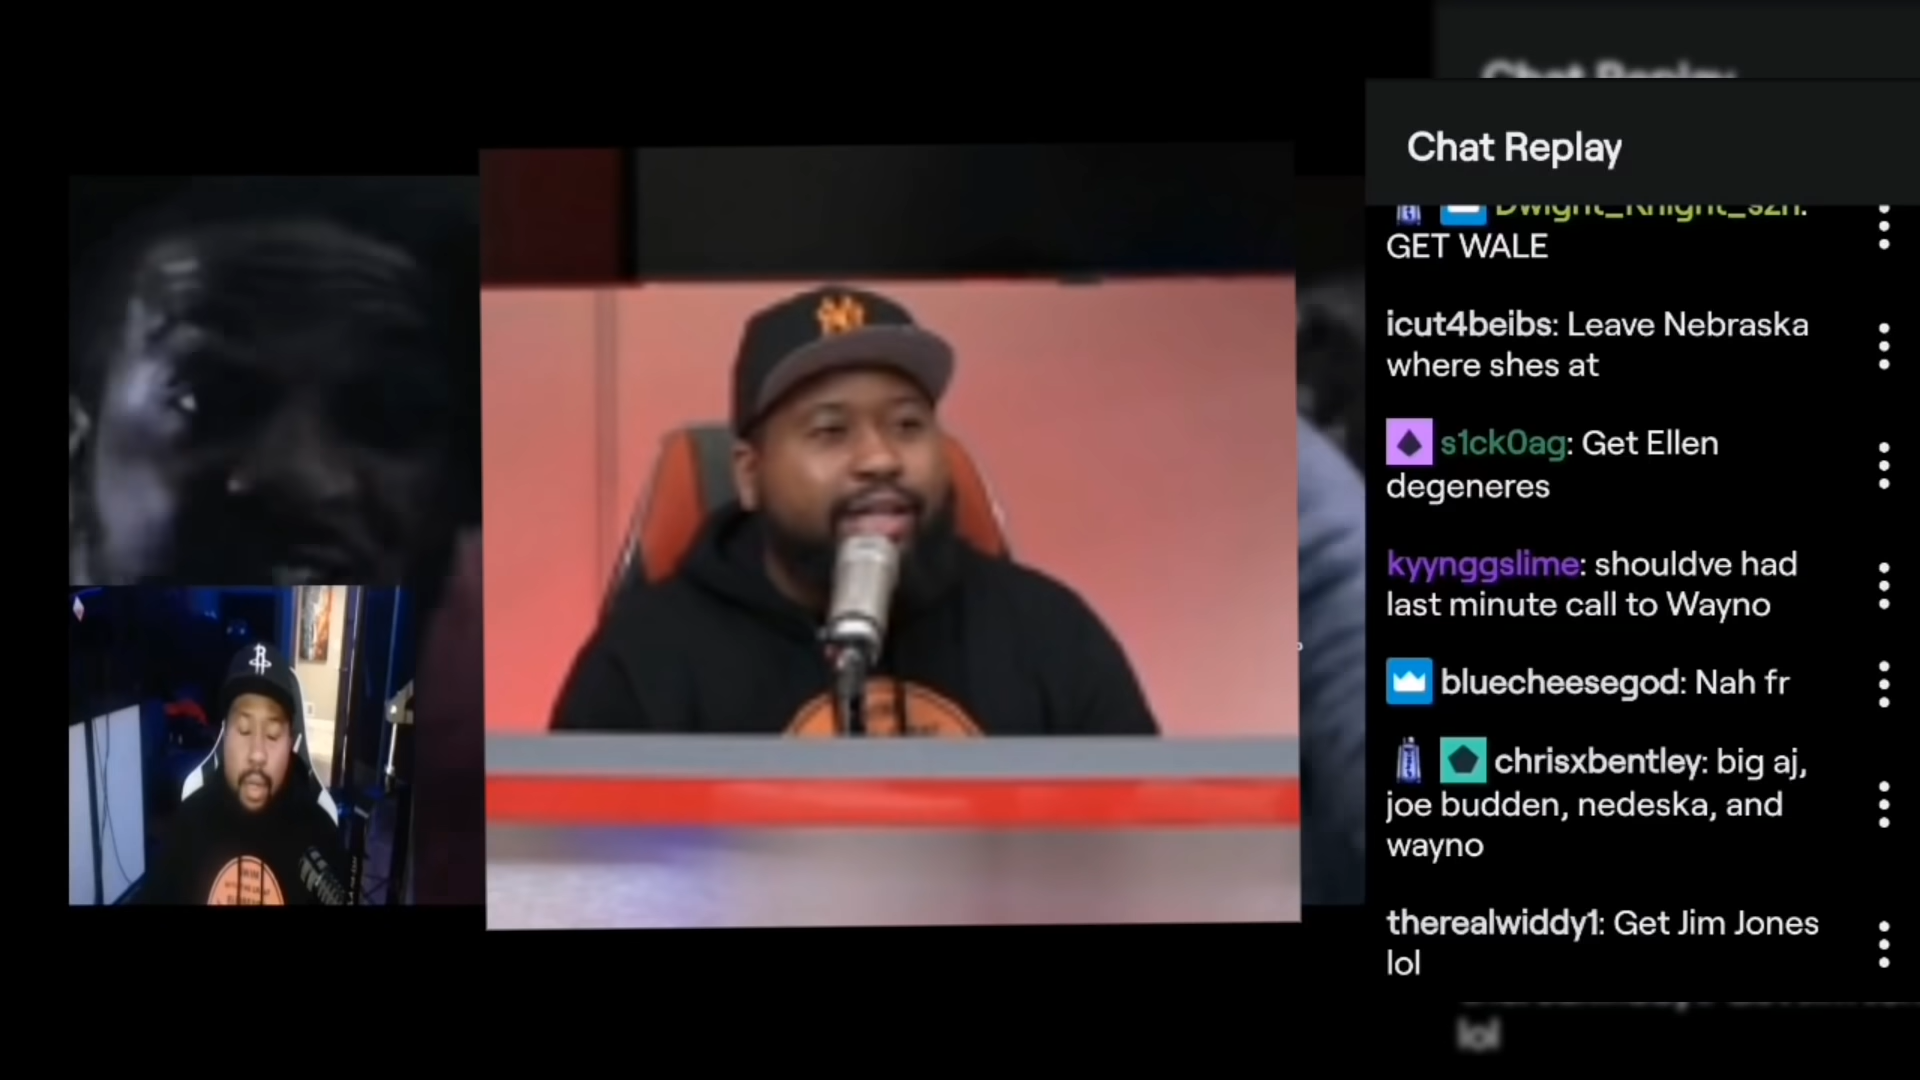 Chat Replay
GET WALE
icut4beibs: Leave Nebraska
where shes at
s1ck0ag: Get Ellen
degeneres
kyynggslime: shouldve had
last minute call to Wayno
bluecheesegod: Nah fr
chrisxbentley: big aj,
joe budden, nedeska, and
wayno
therealwiddy1: Get Jim Jones
lol
lol